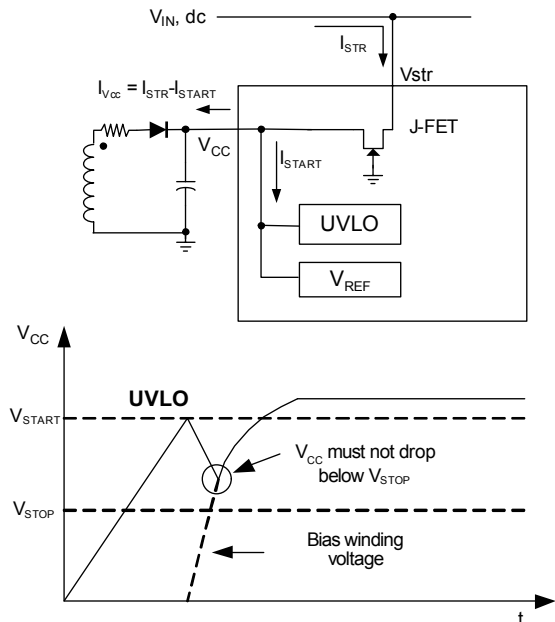 V_IN, dc
I_STR
Vstr
I_Vcc = I_STR-I_START
J-FET
V_CC
I_START
UVLO
V_REF
V_CC
UVLO
V_START
V_CC must not drop
below V_STOP
V_STOP
Bias winding
voltage
t